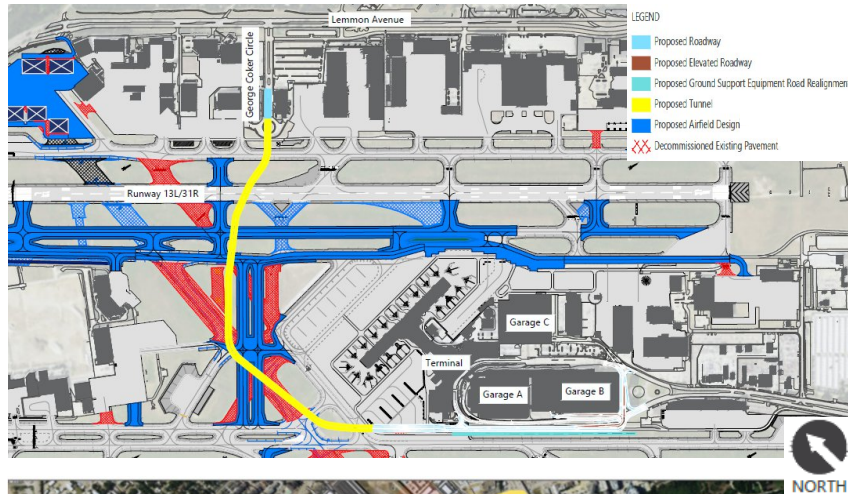 Lemmon Avenue
George Coker Circle
Runway 13L/31R
Garage C
Terminal
Garage A
Garage B
LEGEND
Proposed Roadway
Proposed Elevated Roadway
Proposed Ground Support Equipment Road Realignment
Proposed Tunnel
Proposed Airfield Design
Decommissioned Existing Pavement
NORTH